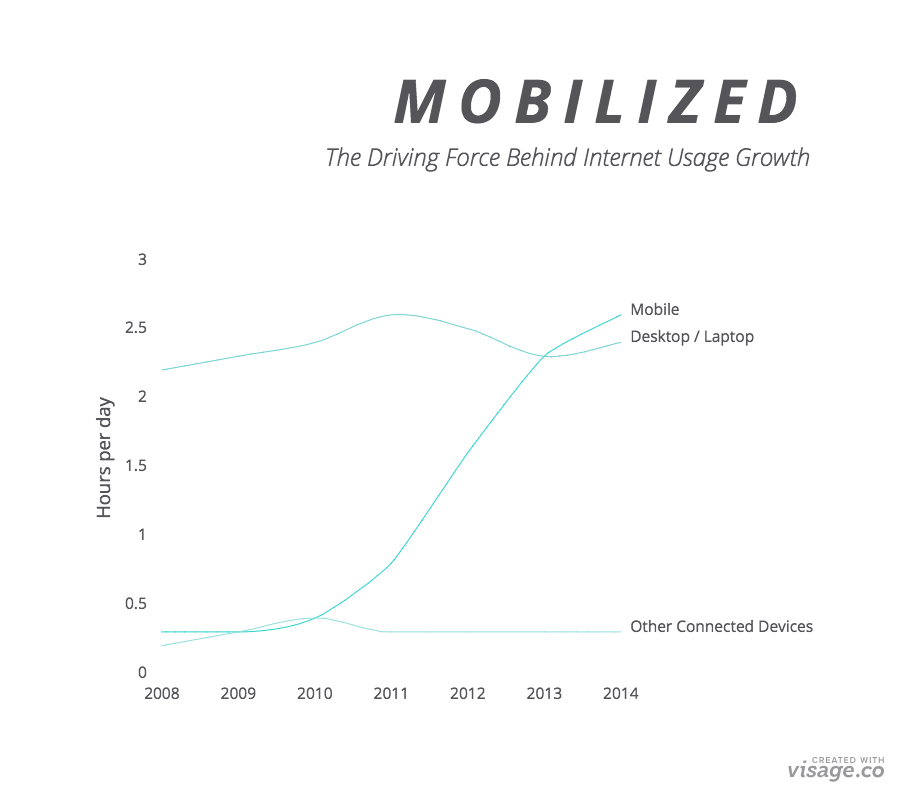 MOBILIZED
The Driving Force Behind Internet Usage Growth
3
2.5
2
1.5
1
0.5
0
Hours per day
Mobile
Desktop / Laptop
Other Connected Devices
2008 2009 2010 2011 2012 2013 2014
CREATED WITH
visage.co